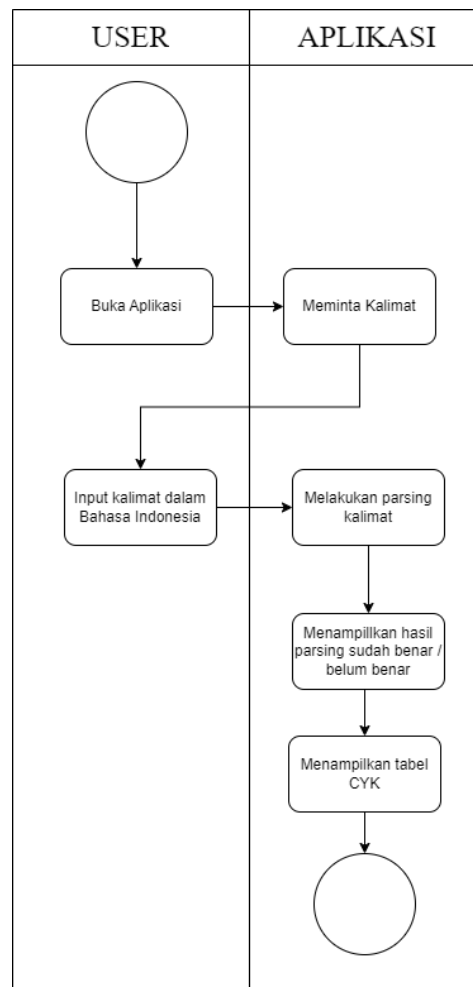 USER
APLIKASI
Buka Aplikasi
Meminta Kalimat
Input kalimat dalam
Bahasa Indonesia
Melakukan parsing
kalimat
Menampillkan hasil
parsing sudah benar /
belum benar
Menampilkan tabel
CYK